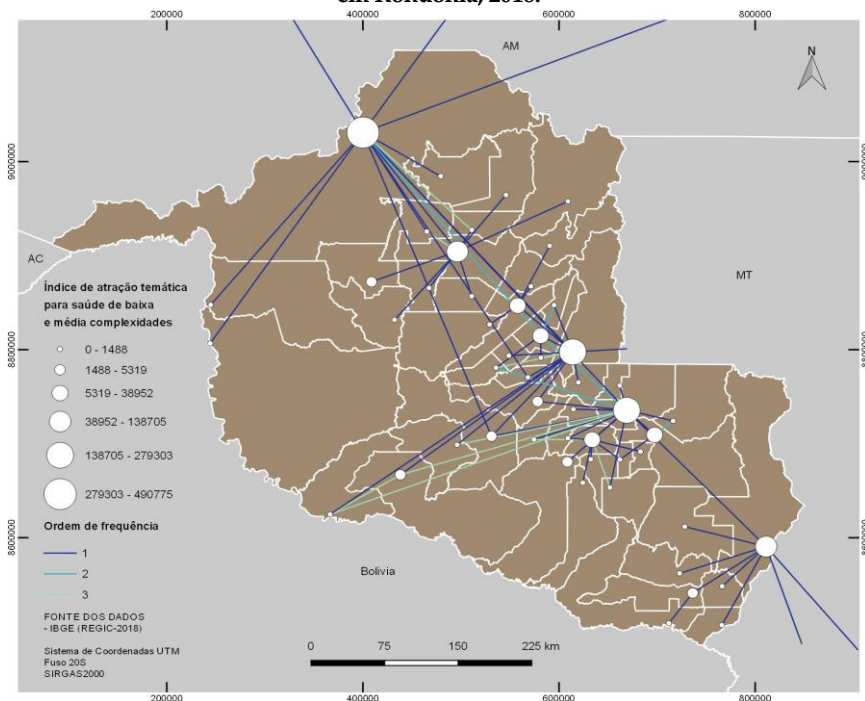 em Rondônia, 2018.
200000 400000 600000 800000
AM
N
9000000 9000000
AC
MT
Índice de atração temática
para saúde de baixa
e média complexidades
0 - 1488
1488 - 5319
5319 - 38952
38952 - 138705
138705 - 279303
279303 - 490775
8800000 8800000
Ordem de frequência
1
2
3
8600000 8600000
Bolivia
FONTE DOS DADOS
- IBGE (REGIC-2018)
Sistema de Coordenadas UTM
Fuso 20S
SIRGAS2000
0 75 150 225 km
200000 400000 600000 800000